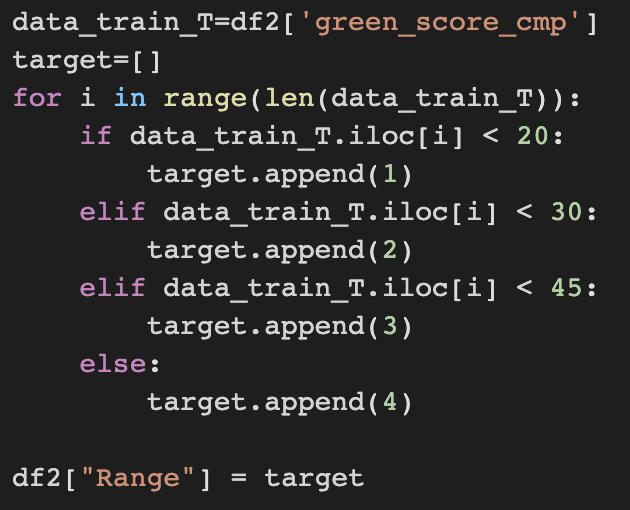 data_train_T=df2['green_score_cmp']
target=[]
for i in range(len(data_train_T)):
    if data_train_T.iloc[i] < 20:
        target.append(1)
    elif data_train_T.iloc[i] < 30:
        target.append(2)
    elif data_train_T.iloc[i] < 45:
        target.append(3)
    else:
        target.append(4)

df2["Range"] = target